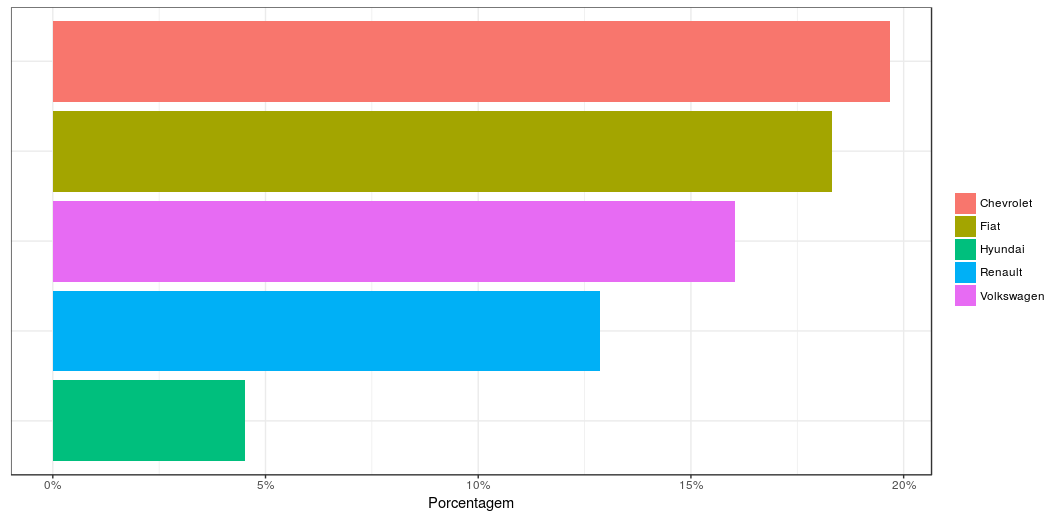 Chevrolet
Fiat
Hyundai
Renault
Volkswagen
0% 5% 10% 15% 20%
Porcentagem